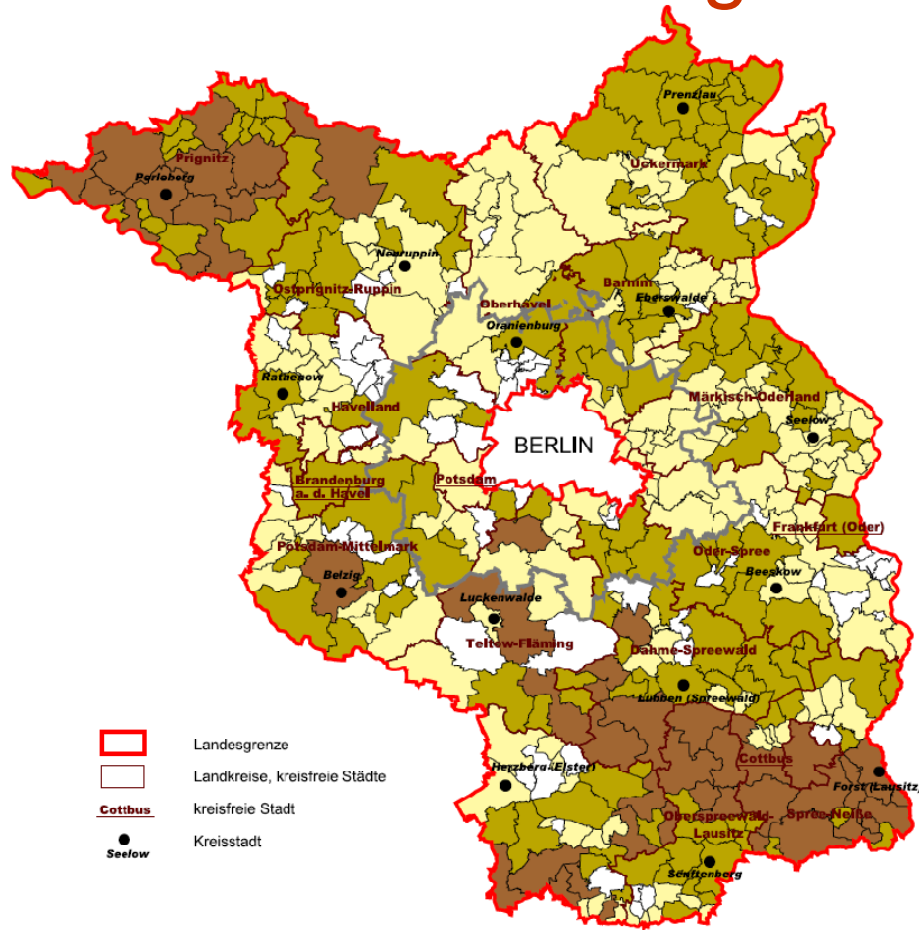 g
Prenzlau
Prignitz
Uckermark
Perleberg
Neuruppin
Ostprignitz-Ruppin
Barnim
Oberhavel
Eberswalde
Oranienburg
Rathenow
Havelland
Märkisch-Oderland
Seelow
BERLIN
Brandenburg
a. d. Havel
Potsdam
Frankfurt (Oder)
Potsdam-Mittelmark
Oder-Spree
Belzig
Beeskow
Luckenwalde
Teltow-Fläming
Dahme-Spreewald
Lübben (Spreewald)
Landesgrenze
Landkreise, kreisfreie Städte
Cottbus
kreisfreie Stadt
Seelow
Kreisstadt
Herzberg (Elster)
Cottbus
Forst (Lausitz)
Oberspreewald-
Lausitz
Spree-Neiße
Senftenberg